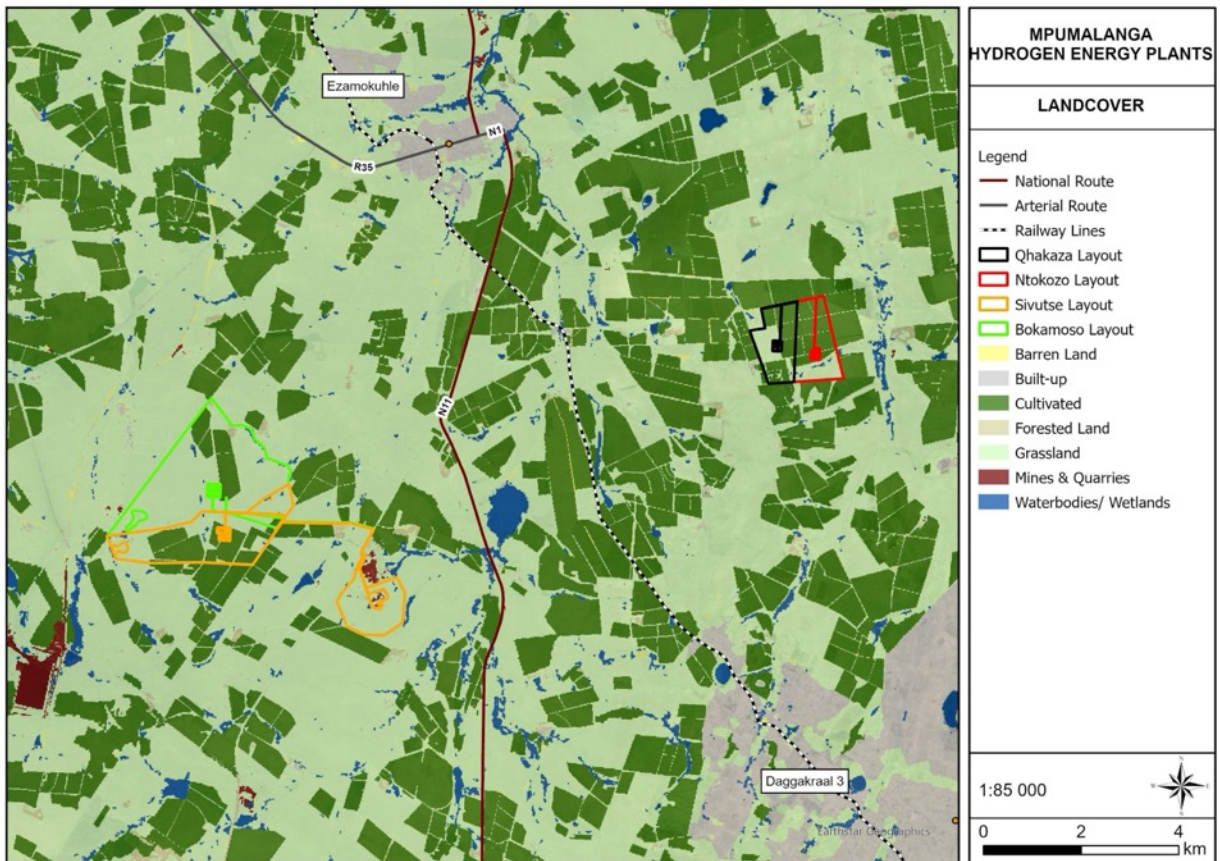 Ezamokuhle
R35
N1
N11
Daggakraal 3
Earthstar Geographics
MPUMALANGA
HYDROGEN ENERGY PLANTS
LANDCOVER
Legend
National Route
Arterial Route
Railway Lines
Qhakaza Layout
Ntokozo Layout
Sivutse Layout
Bokamoso Layout
Barren Land
Built-up
Cultivated
Forested Land
Grassland
Mines & Quarries
Waterbodies/ Wetlands
1:85 000
0 2 4
km